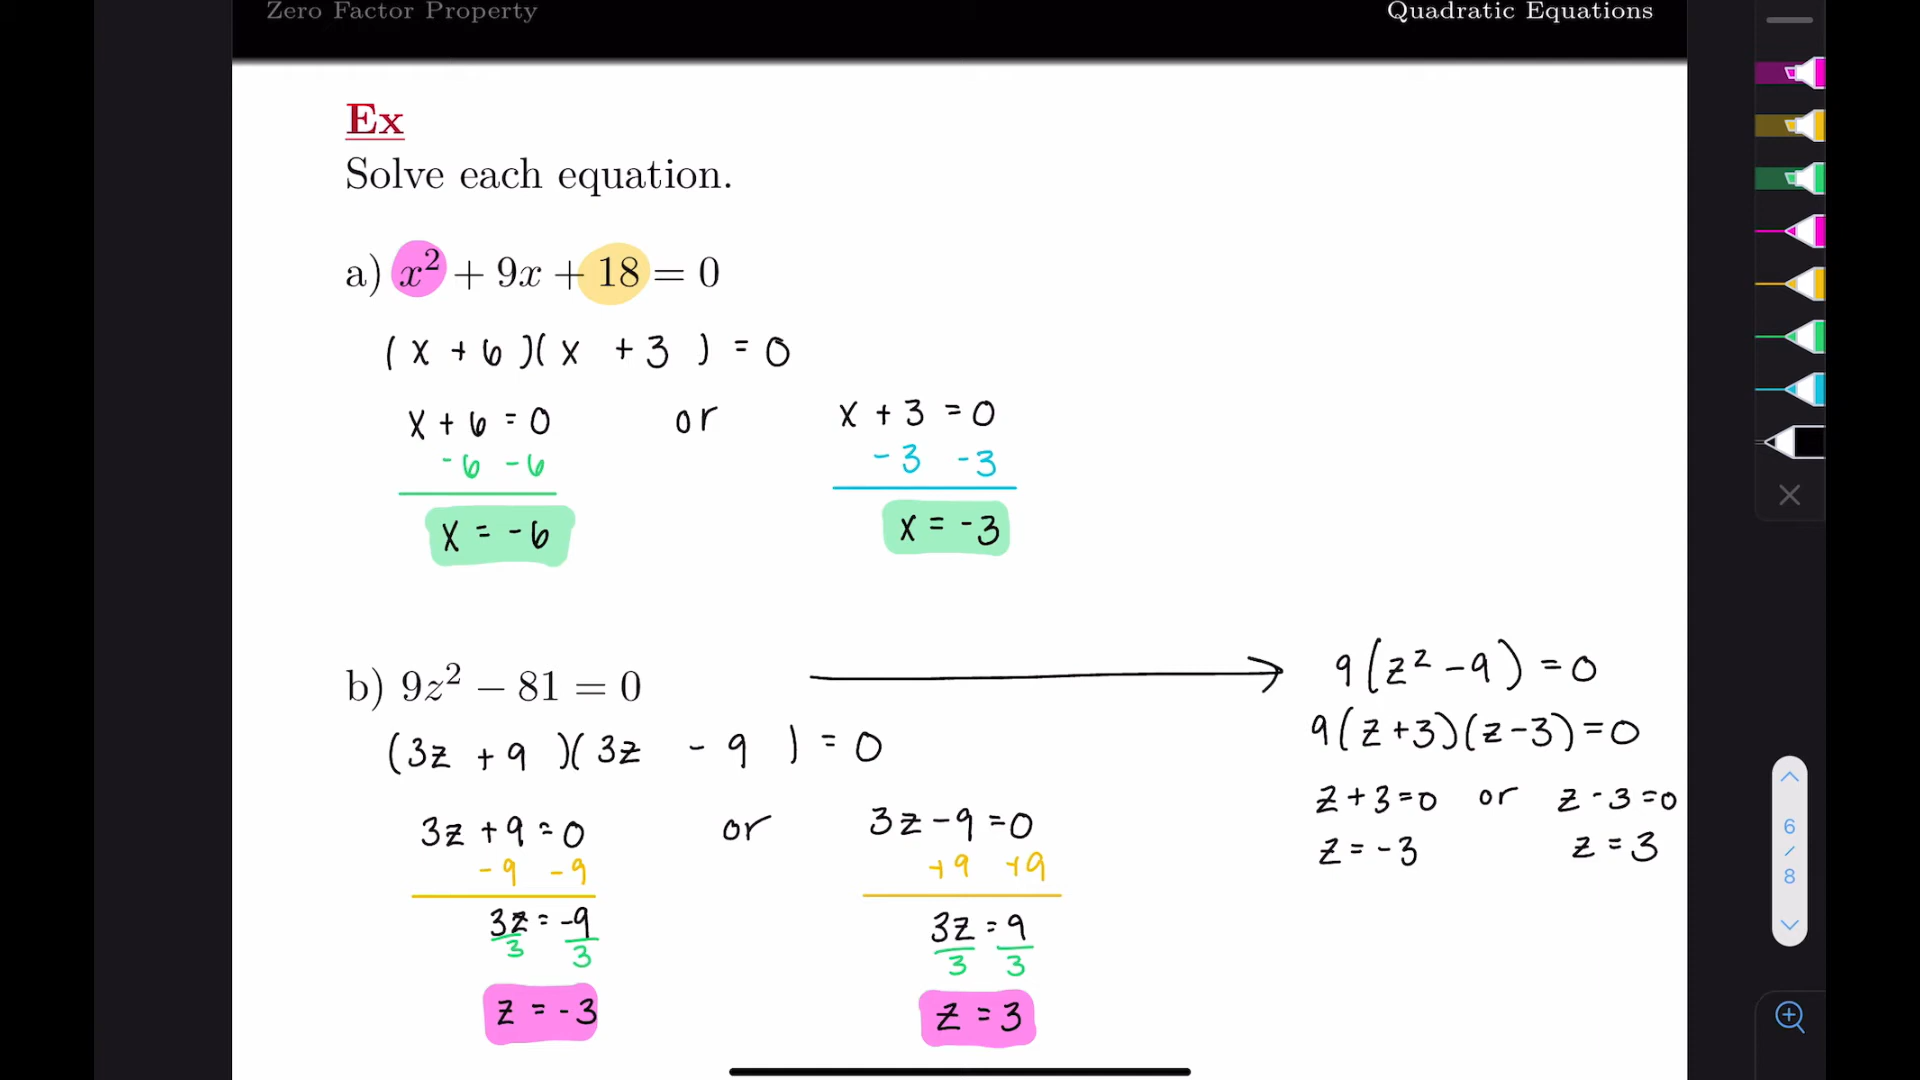 Zero Factor Property
Quadratic Equations
Ex
Solve each equation.
a) x² + 9x + 18 = 0
(x + 6)(x + 3) = 0
x + 6 = 0 or x + 3 = 0
-6 -6 -3 -3
x = -6 x = -3
b) 9z² − 81 = 0
(3z + 9)(3z - 9) = 0
3z + 9 = 0 or 3z - 9 = 0
-9 -9 +9 +9
3z = -9 3z = 9
3 3 3 3
z = -3 z = 3
9(z² - 9) = 0
9(z+3)(z-3) = 0
z+3=0 or z-3=0
z = -3 z = 3
6
/
8